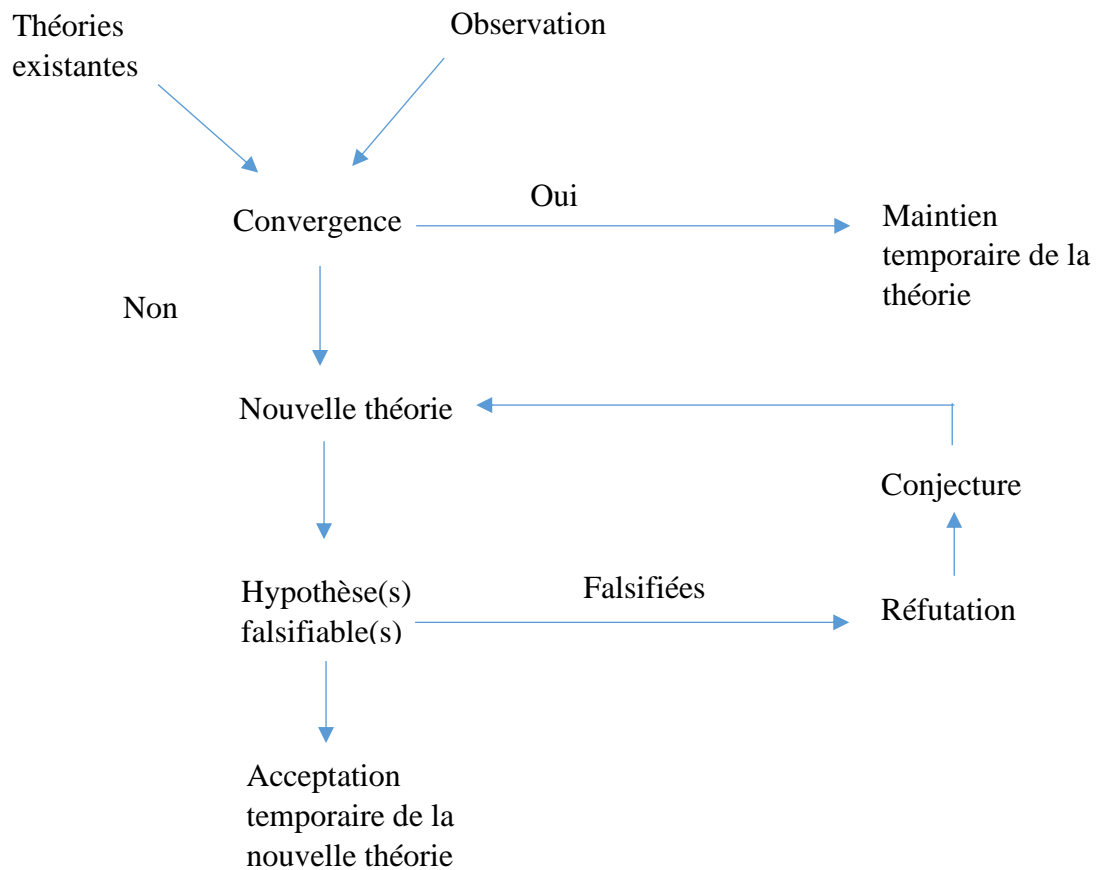 Théories
existantes
Observation
Oui
Convergence
Maintien
temporaire de la
théorie
Non
Nouvelle théorie
Conjecture
Hypothèse(s)
falsifiable(s)
Falsifiées
Réfutation
Acceptation
temporaire de la
nouvelle théorie